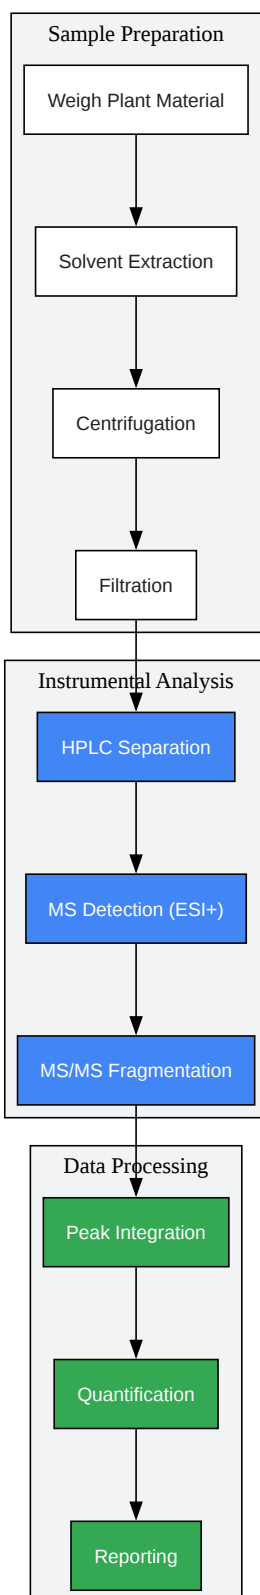 Sample Preparation
Weigh Plant Material
Solvent Extraction
Centrifugation
Filtration
Instrumental Analysis
HPLC Separation
MS Detection (ESI+)
MS/MS Fragmentation
Data Processing
Peak Integration
Quantification
Reporting